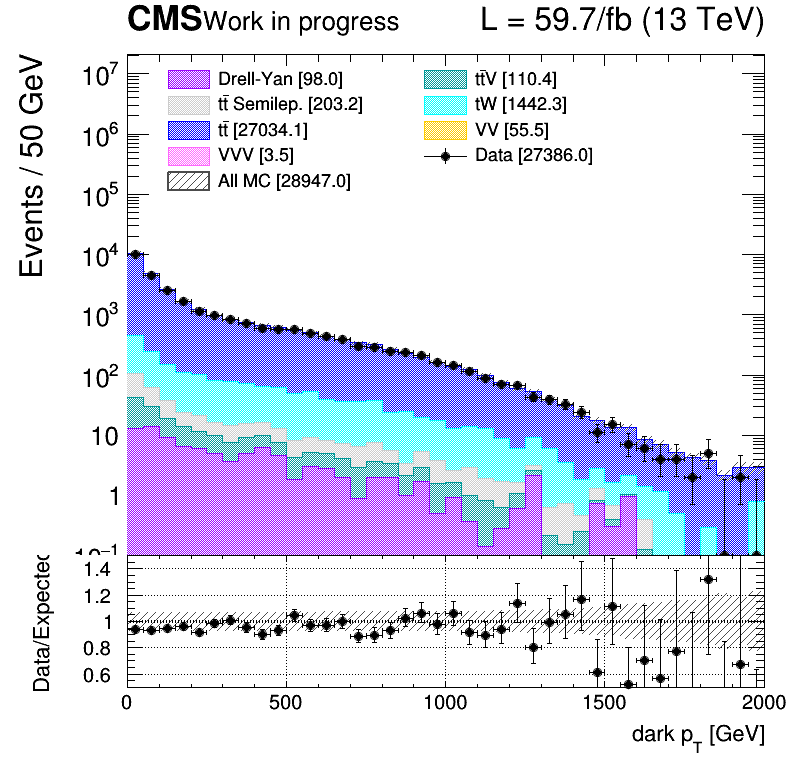 CMS Work in progress L = 59.7/fb (13 TeV)
Events / 50 GeV
10⁷
10⁶
10⁵
10⁴
10³
10²
10
1
10⁻¹
Drell-Yan [98.0]
tt̄ Semilep. [203.2]
tt̄ [27034.1]
VVV [3.5]
All MC [28947.0]
tt̄V [110.4]
tW [1442.3]
VV [55.5]
Data [27386.0]
Data/Expected
1.4
1.2
1
0.8
0.6
0 500 1000 1500 2000
dark p_T [GeV]